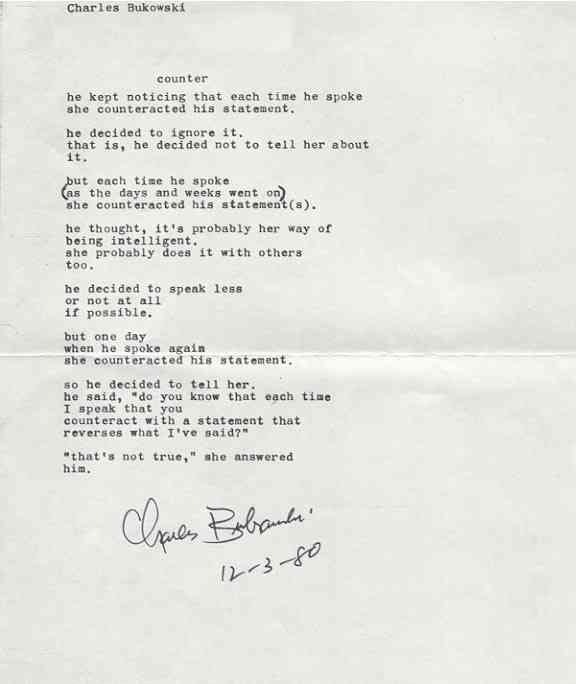 Charles Bukowski
counter
he kept noticing that each time he spoke
she counteracted his statement.
he decided to ignore it.
that is, he decided not to tell her about
it.
but each time he spoke
(as the days and weeks went on)
she counteracted his statement(s).
he thought, it's probably her way of
being intelligent.
she probably does it with others
too.
he decided to speak less
or not at all
if possible.
but one day
when he spoke again
she counteracted his statement.
so he decided to tell her.
he said, "do you know that each time
I speak that you
counteract with a statement that
reverses what I've said?"
"that's not true," she answered
him.
Charles Bukowski
12-3-80